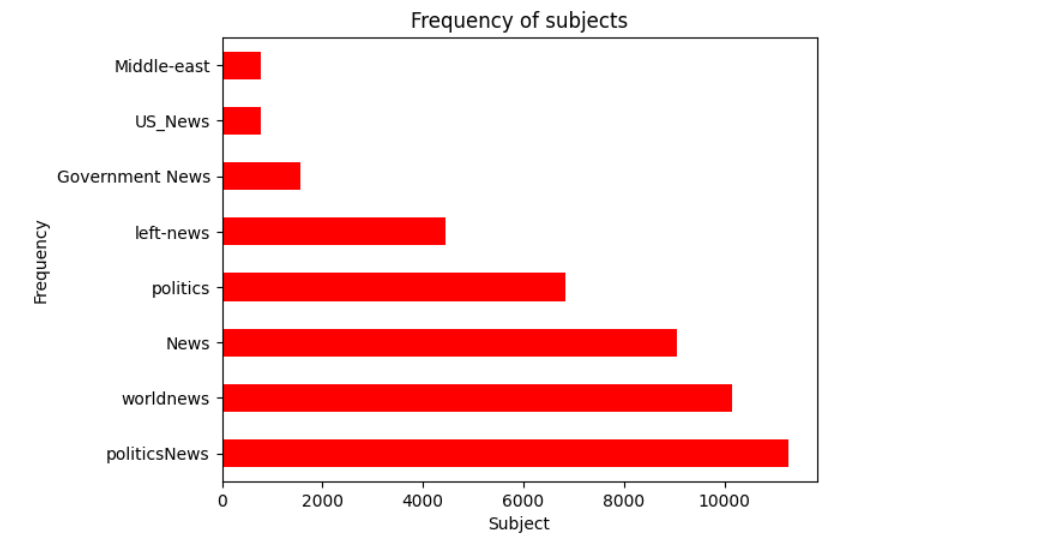 Frequency of subjects
Middle-east
US_News
Government News
left-news
politics
News
worldnews
politicsNews
Frequency
0 2000 4000 6000 8000 10000
Subject